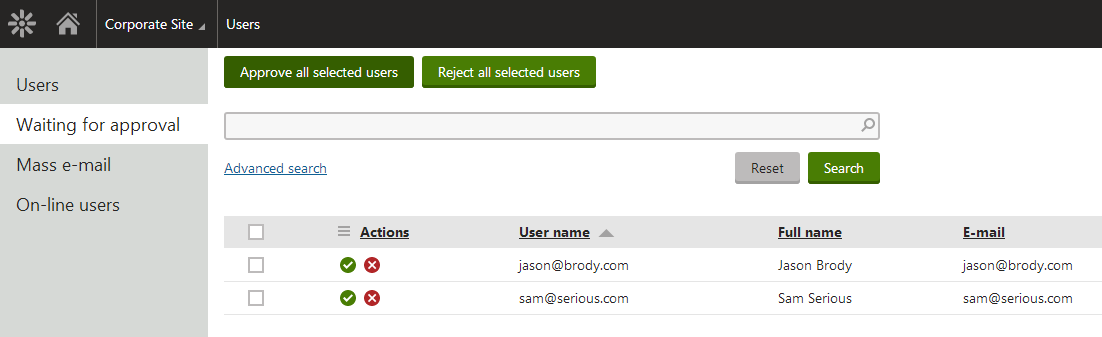 Corporate Site Users
Users
Waiting for approval
Mass e-mail
On-line users
Approve all selected users Reject all selected users
Advanced search Reset Search
Actions User name Full name E-mail
jason@brody.com Jason Brody jason@brody.com
sam@serious.com Sam Serious sam@serious.com